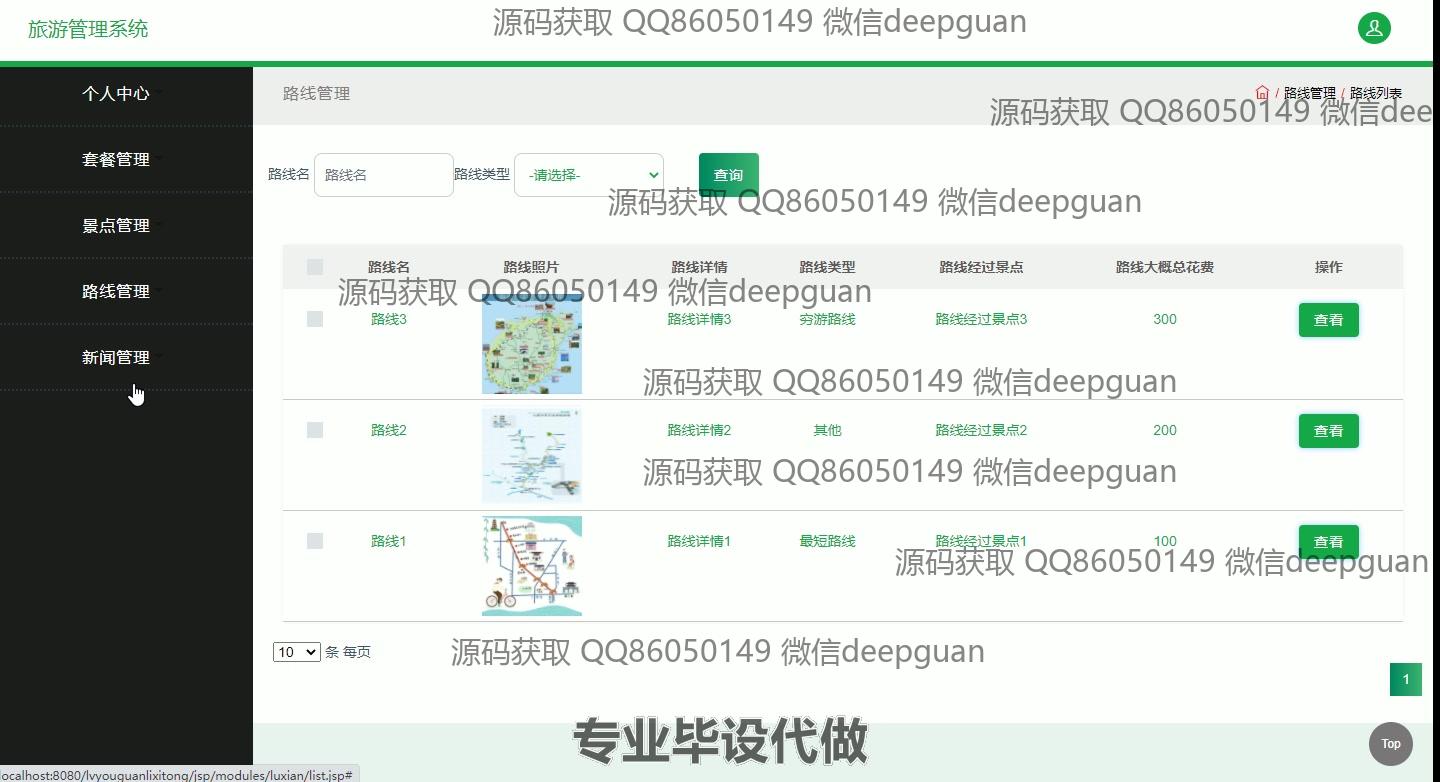 旅游管理系统
源码获取 QQ86050149 微信deepguan
个人中心
路线管理
/ 路线管理 / 路线列表
源码获取 QQ86050149 微信dee
套餐管理
路线名 路线名 路线类型 -请选择- 查询
源码获取 QQ86050149 微信deepguan
景点管理
路线名 路线照片 路线详情 路线类型 路线经过景点 路线大概总花费 操作
路线管理
源码获取 QQ86050149 微信deepguan
路线3 路线详情3 穷游路线 路线经过景点3 300 查看
新闻管理
源码获取 QQ86050149 微信deepguan
路线2 路线详情2 其他 路线经过景点2 200 查看
源码获取 QQ86050149 微信deepguan
路线1 路线详情1 最短路线 路线经过景点1 100 查看
源码获取 QQ86050149 微信deepguan
10 条 每页
源码获取 QQ86050149 微信deepguan
1
专业毕设代做
Top
localhost:8080/lvyouguanlixitong/jsp/modules/luxian/list.jsp#